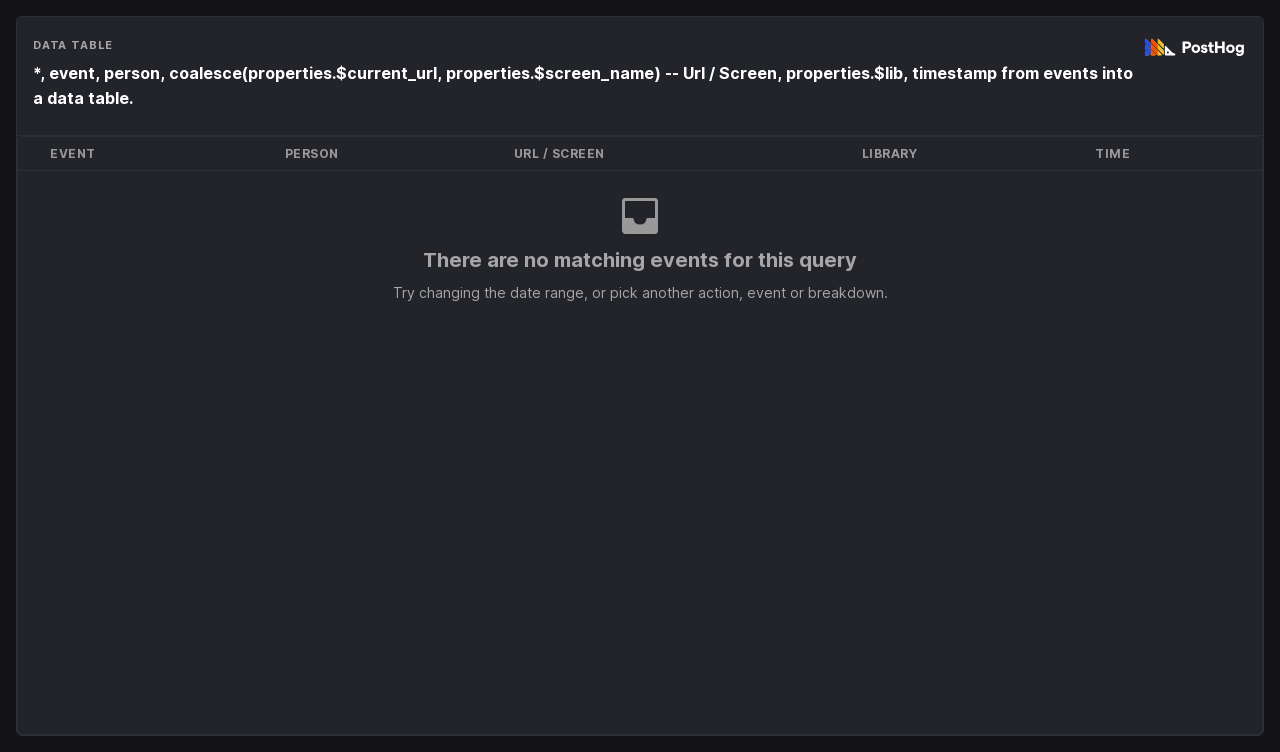 DATA TABLE
PostHog
*, event, person, coalesce(properties.$current_url, properties.$screen_name) -- Url / Screen, properties.$lib, timestamp from events into
a data table.
EVENT PERSON URL / SCREEN LIBRARY TIME
There are no matching events for this query
Try changing the date range, or pick another action, event or breakdown.